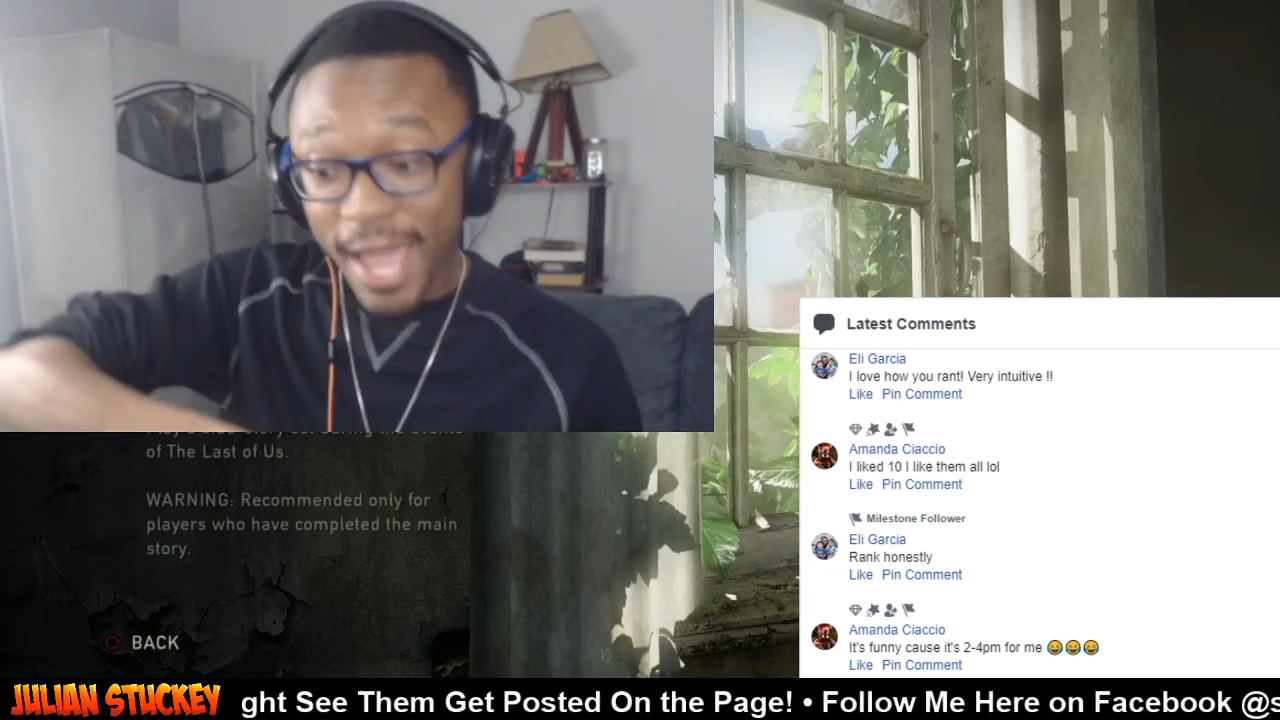 of The Last of Us.
WARNING: Recommended only for
players who have completed the main
story.
BACK
Latest Comments
Eli Garcia
I love how you rant! Very intuitive !!
Like Pin Comment
Amanda Ciaccio
I liked 10 I like them all lol
Like Pin Comment
Milestone Follower
Eli Garcia
Rank honestly
Like Pin Comment
Amanda Ciaccio
It's funny cause it's 2-4pm for me 😂😂😂
Like Pin Comment
JULIAN STUCKEY ght See Them Get Posted On the Page! • Follow Me Here on Facebook @s